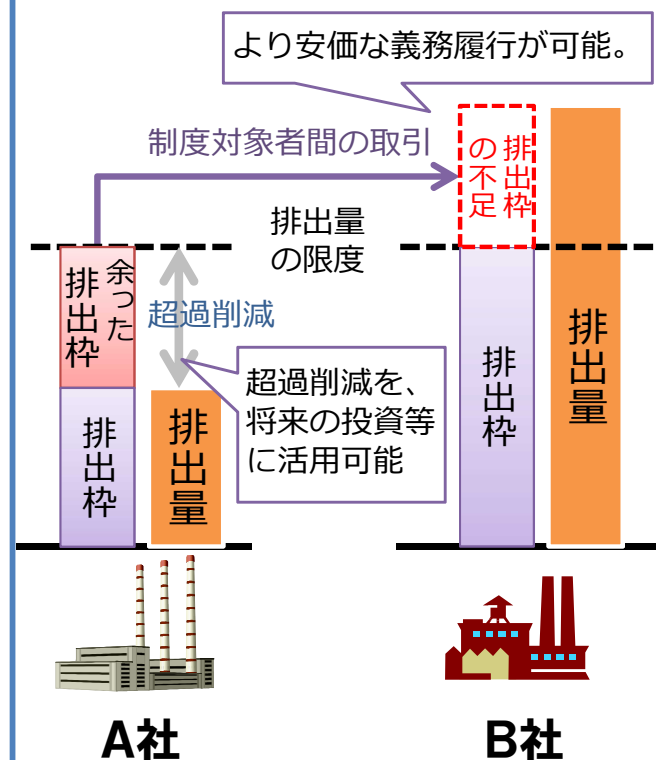 より安価な義務履行が可能。
制度対象者間の取引
排出枠
の不足
排出量
の限度
余った
排出枠
超過削減
超過削減を、
将来の投資等
に活用可能
排出枠
排出量
排出枠
排出量
A社
B社